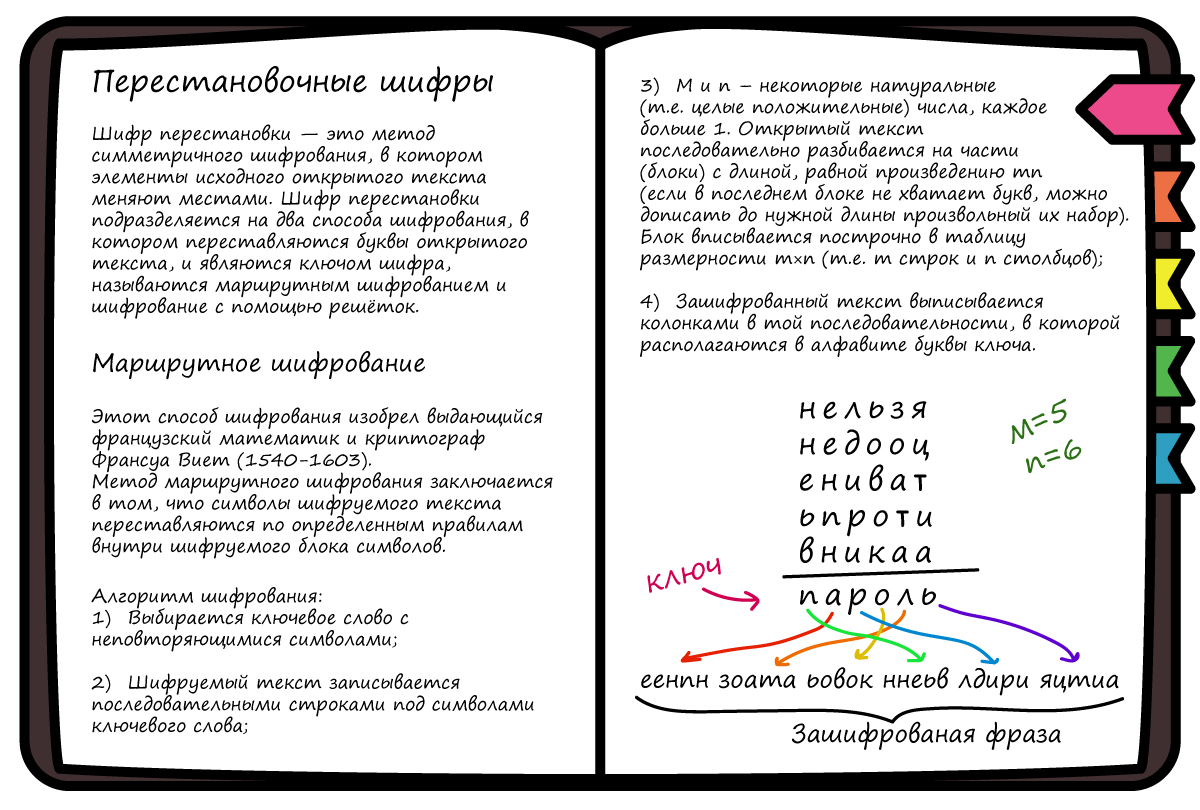 Перестановочные шифры
Шифр перестановки — это метод
симметричного шифрования, в котором
элементы исходного открытого текста
меняют местами. Шифр перестановки
подразделяется на два способа шифрования, в
котором переставляются буквы открытого
текста, и являются ключом шифра,
называются маршрутным шифрованием и
шифрование с помощью решёток.
Маршрутное шифрование
Этот способ шифрования изобрел выдающийся
французский математик и криптограф
Франсуа Виет (1540-1603).
Метод маршрутного шифрования заключается
в том, что символы шифруемого текста
переставляются по определенным правилам
внутри шифруемого блока символов.
Алгоритм шифрования:
1) Выбирается ключевое слово с
неповторяющимися символами;
2) Шифруемый текст записывается
последовательными строками под символами
ключевого слова;
3) М и n – некоторые натуральные
(т.е. целые положительные) числа, каждое
больше 1. Открытый текст
последовательно разбивается на части
(блоки) с длиной, равной произведению mn
(если в последнем блоке не хватает букв, можно
дописать до нужной длины произвольный их набор).
Блок вписывается построчно в таблицу
размерности m×n (т.е. m строк и n столбцов);
4) Зашифрованный текст выписывается
колонками в той последовательности, в которой
располагаются в алфавите буквы ключа.
нельзя
недооц
ениват
ьпроти
вникаа
м=5
n=6
ключ
пароль
еенпн зоата ьовок ннеьв лдири яцтиа
Зашифрованая фраза